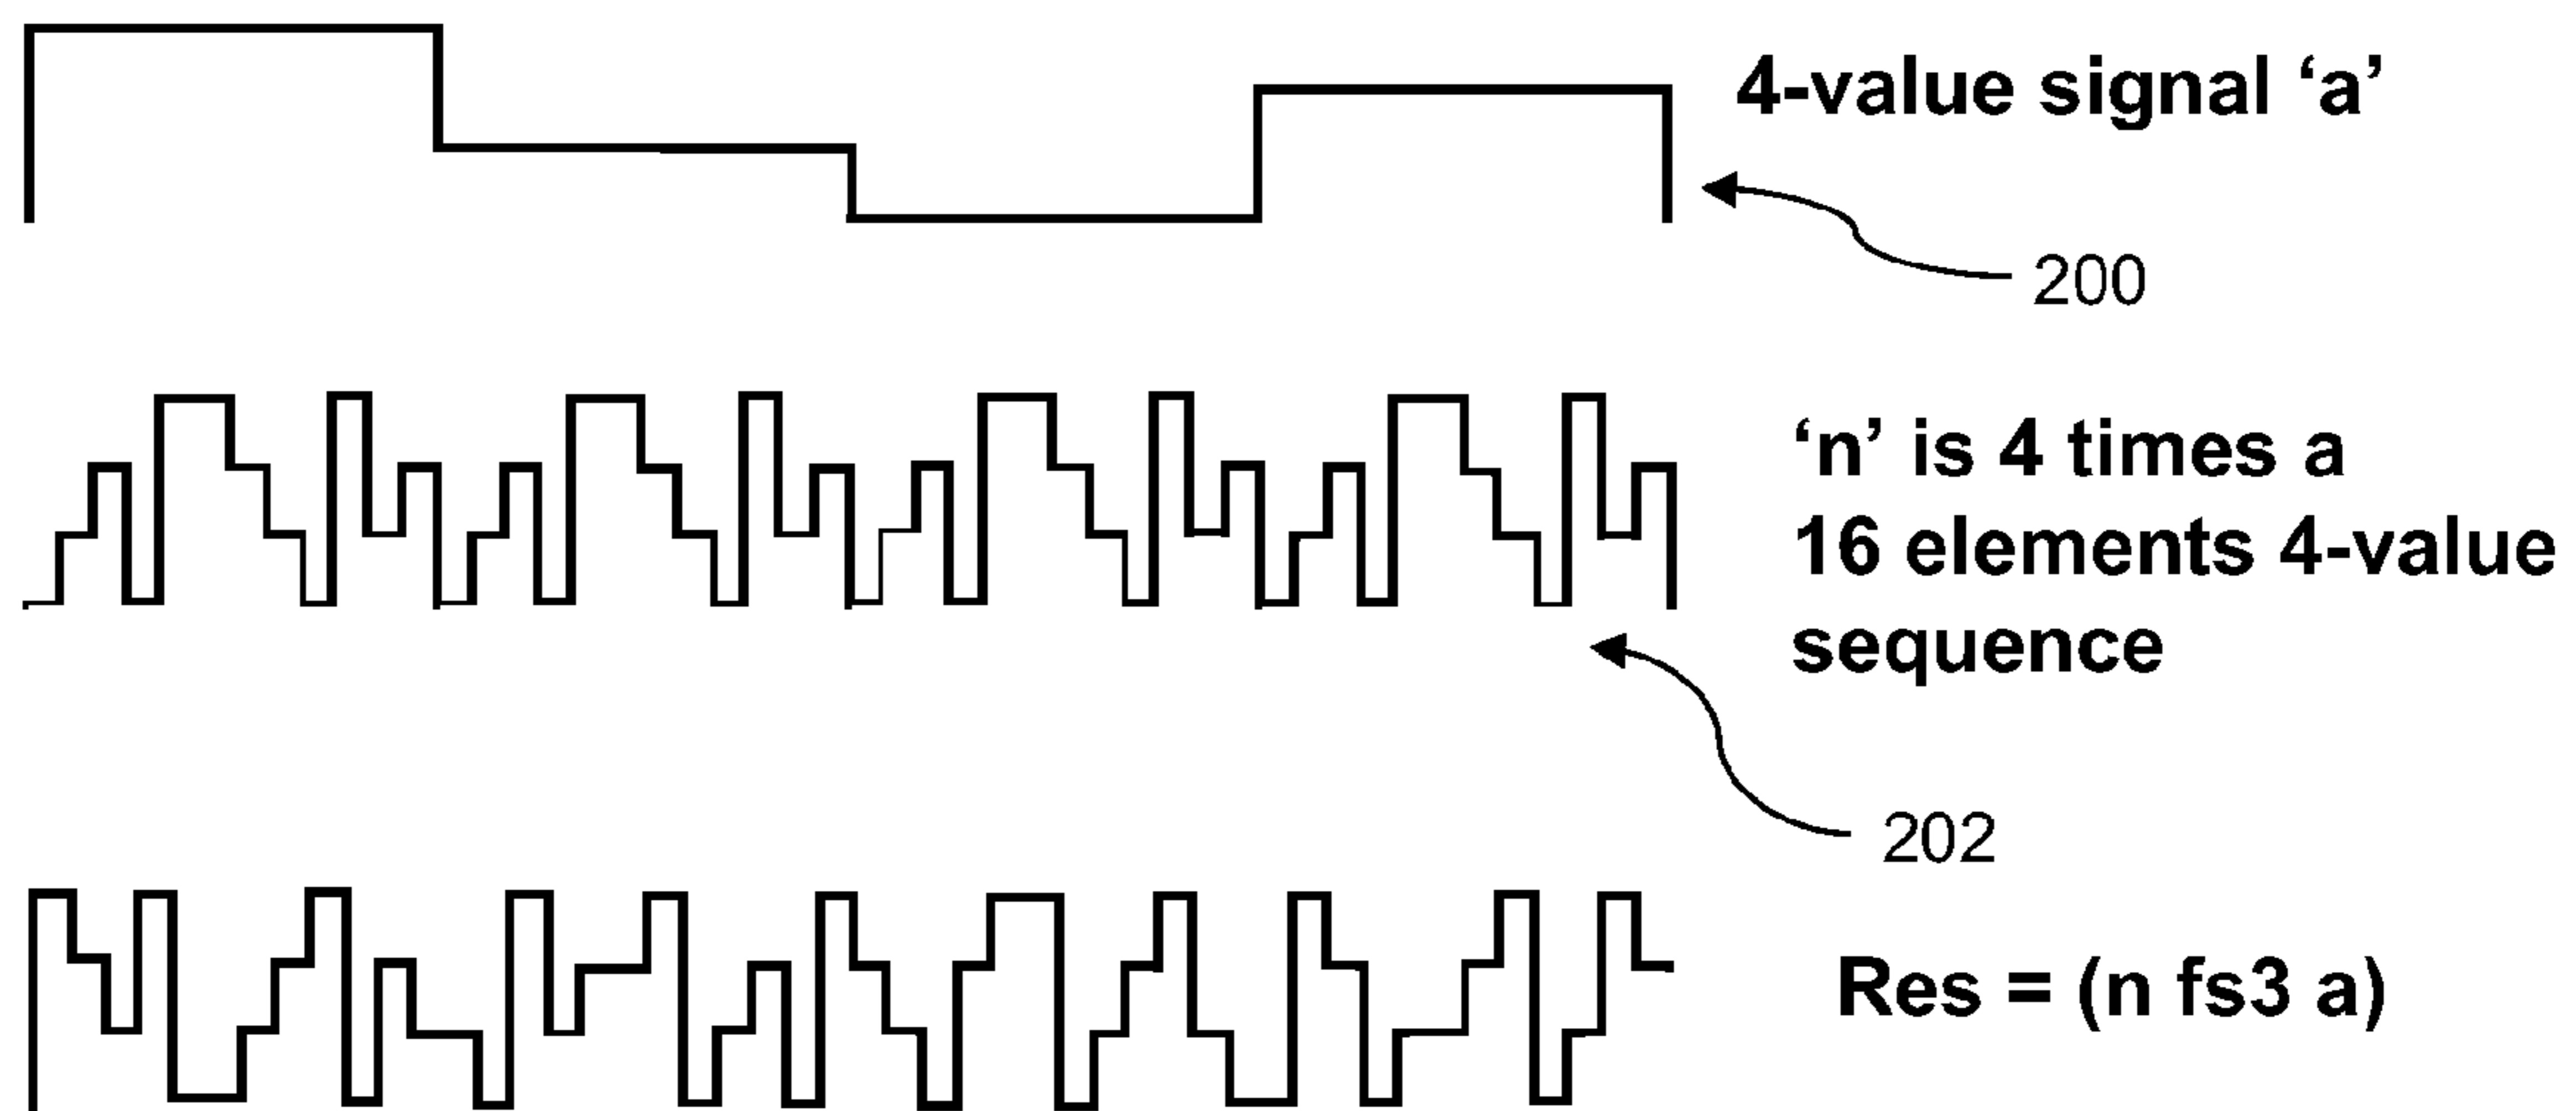 4-value signal ‘a’
200
‘n’ is 4 times a
16 elements 4-value
sequence
202
Res = (n fs3 a)